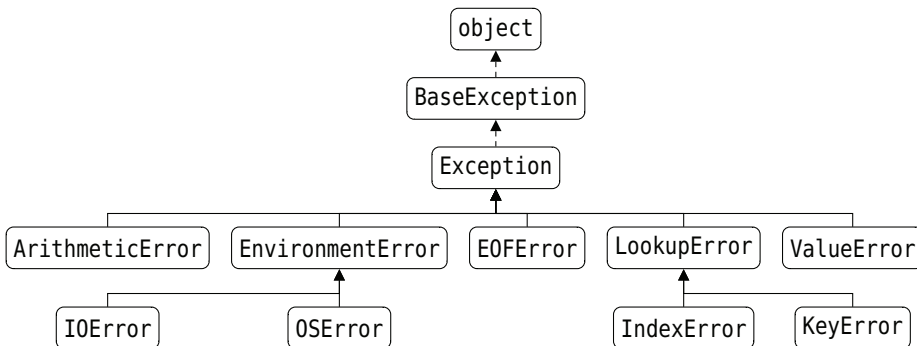 object
BaseException
Exception
ArithmeticError EnvironmentError EOFError LookupError ValueError
IOError OSError IndexError KeyError